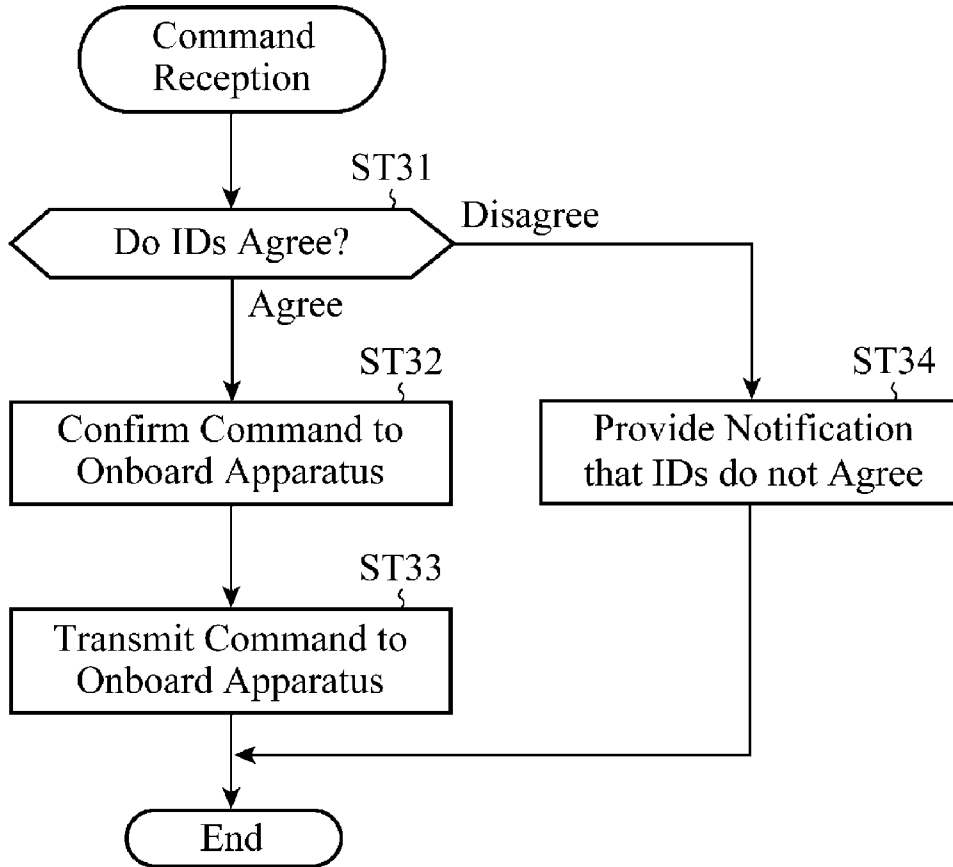 Command
Reception
ST31
Do IDs Agree?
Disagree
Agree
ST32
Confirm Command to
Onboard Apparatus
ST34
Provide Notification
that IDs do not Agree
ST33
Transmit Command to
Onboard Apparatus
End